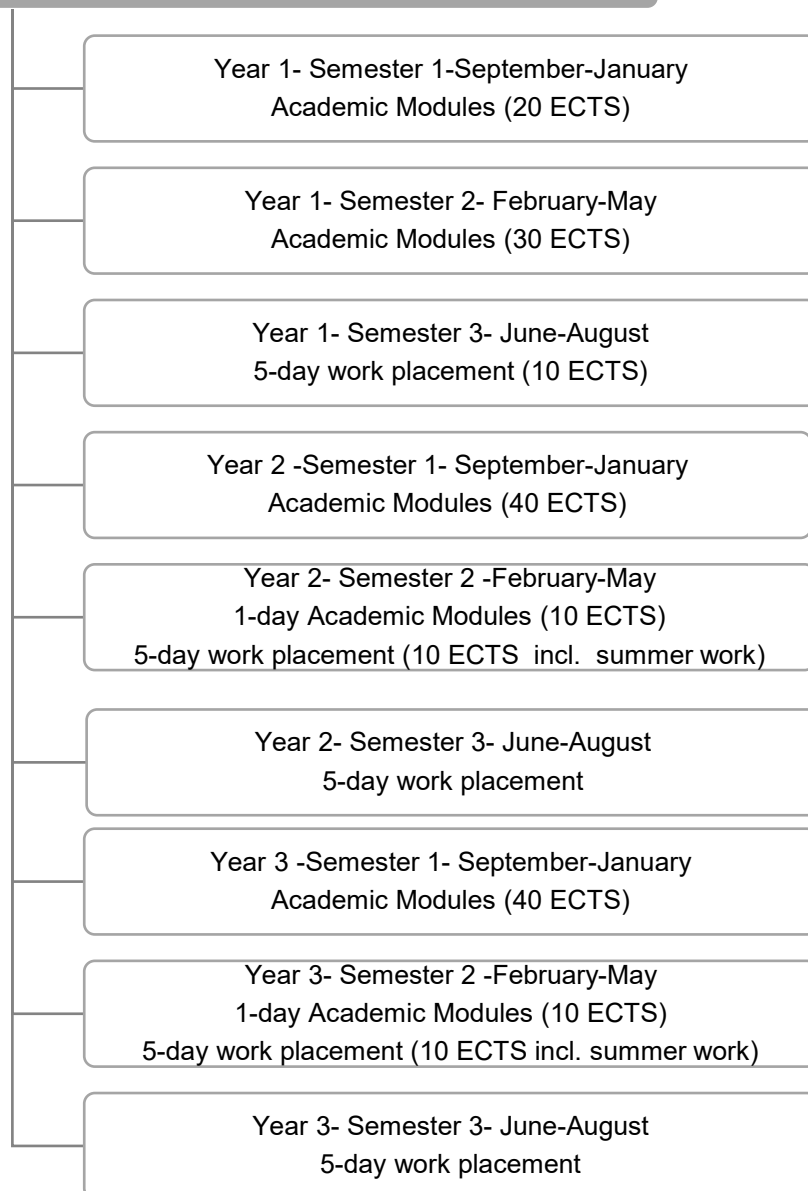 Year 1- Semester 1-September-January
Academic Modules (20 ECTS)
Year 1- Semester 2- February-May
Academic Modules (30 ECTS)
Year 1- Semester 3- June-August
5-day work placement (10 ECTS)
Year 2 -Semester 1- September-January
Academic Modules (40 ECTS)
Year 2- Semester 2 -February-May
1-day Academic Modules (10 ECTS)
5-day work placement (10 ECTS  incl.  summer work)
Year 2- Semester 3- June-August
5-day work placement
Year 3 -Semester 1- September-January
Academic Modules (40 ECTS)
Year 3- Semester 2 -February-May
1-day Academic Modules (10 ECTS)
5-day work placement (10 ECTS incl. summer work)
Year 3- Semester 3- June-August
5-day work placement